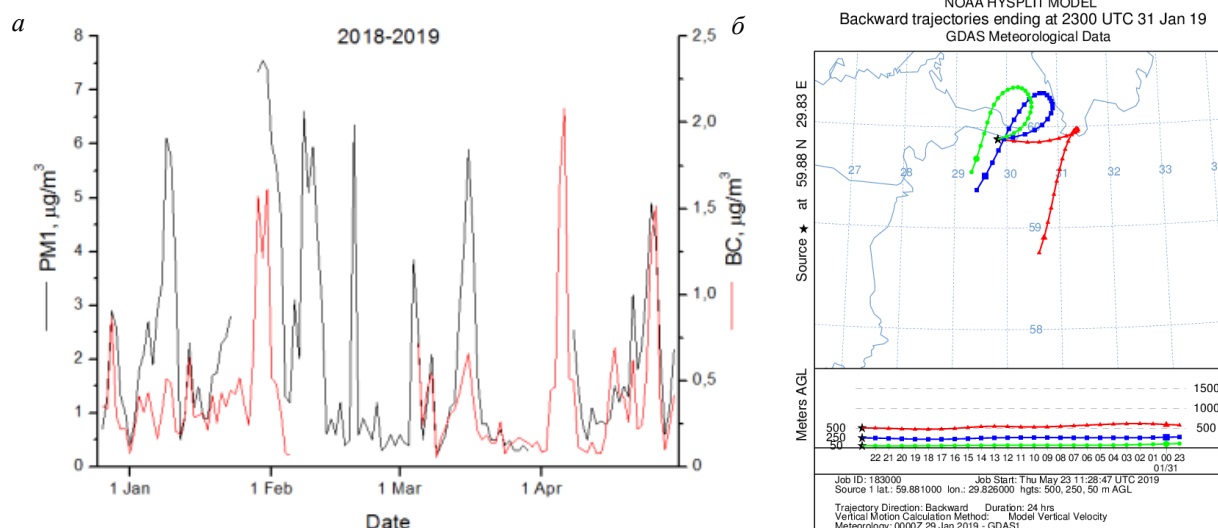 а
2018-2019
8
7
6
5
4
3
2
1
0
PM1, µg/m³
2,5
2,0
1,5
1,0
0,5
0
BC, µg/m³
1 Jan
1 Feb
1 Mar
1 Apr
Date
б
NOAA HYSPLIT MODEL
Backward trajectories ending at 2300 UTC 31 Jan 19
GDAS Meteorological Data
Source ★ at 59.88 N 29.83 E
27 28 29 30 31 32 33
59
58
Meters AGL
1500
1000
500 500
250
50
22 21 20 19 18 17 16 15 14 13 12 11 10 09 08 07 06 05 04 03 02 01 00 23
01/31
Job ID: 183000 Job Start: Thu May 23 11:28:47 UTC 2019
Source 1 lat.: 59.881000 lon.: 29.826000 hgts: 500, 250, 50 m AGL
Trajectory Direction: Backward Duration: 24 hrs
Vertical Motion Calculation Method: Model Vertical Velocity
Meteorology: 0000Z 29 Jan 2019 - GDAS1